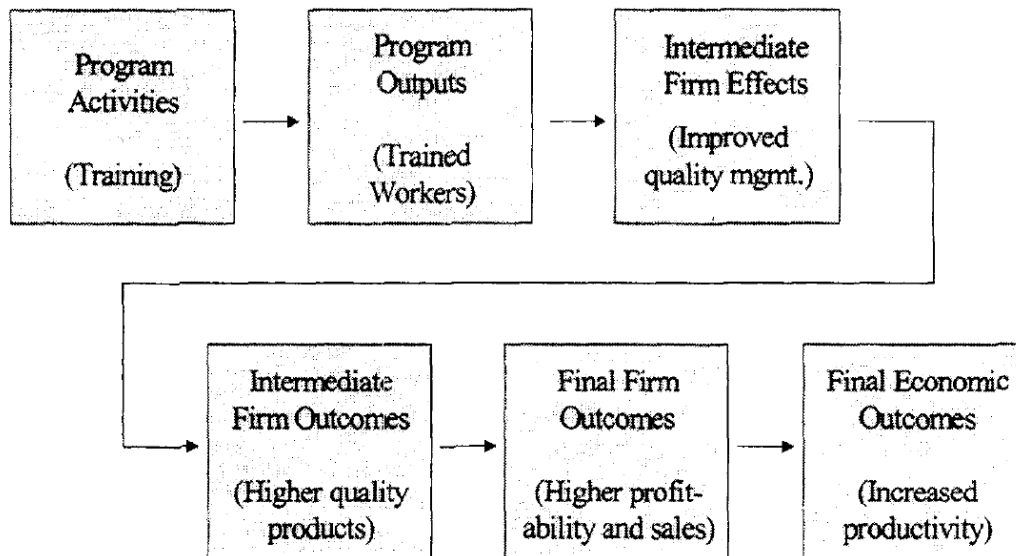 Program
Activities
(Training)
Program
Outputs
(Trained
Workers)
Intermediate
Firm Effects
(Improved
quality mgmt.)
Intermediate
Firm Outcomes
(Higher quality
products)
Final Firm
Outcomes
(Higher profit-
ability and sales)
Final Economic
Outcomes
(Increased
productivity)